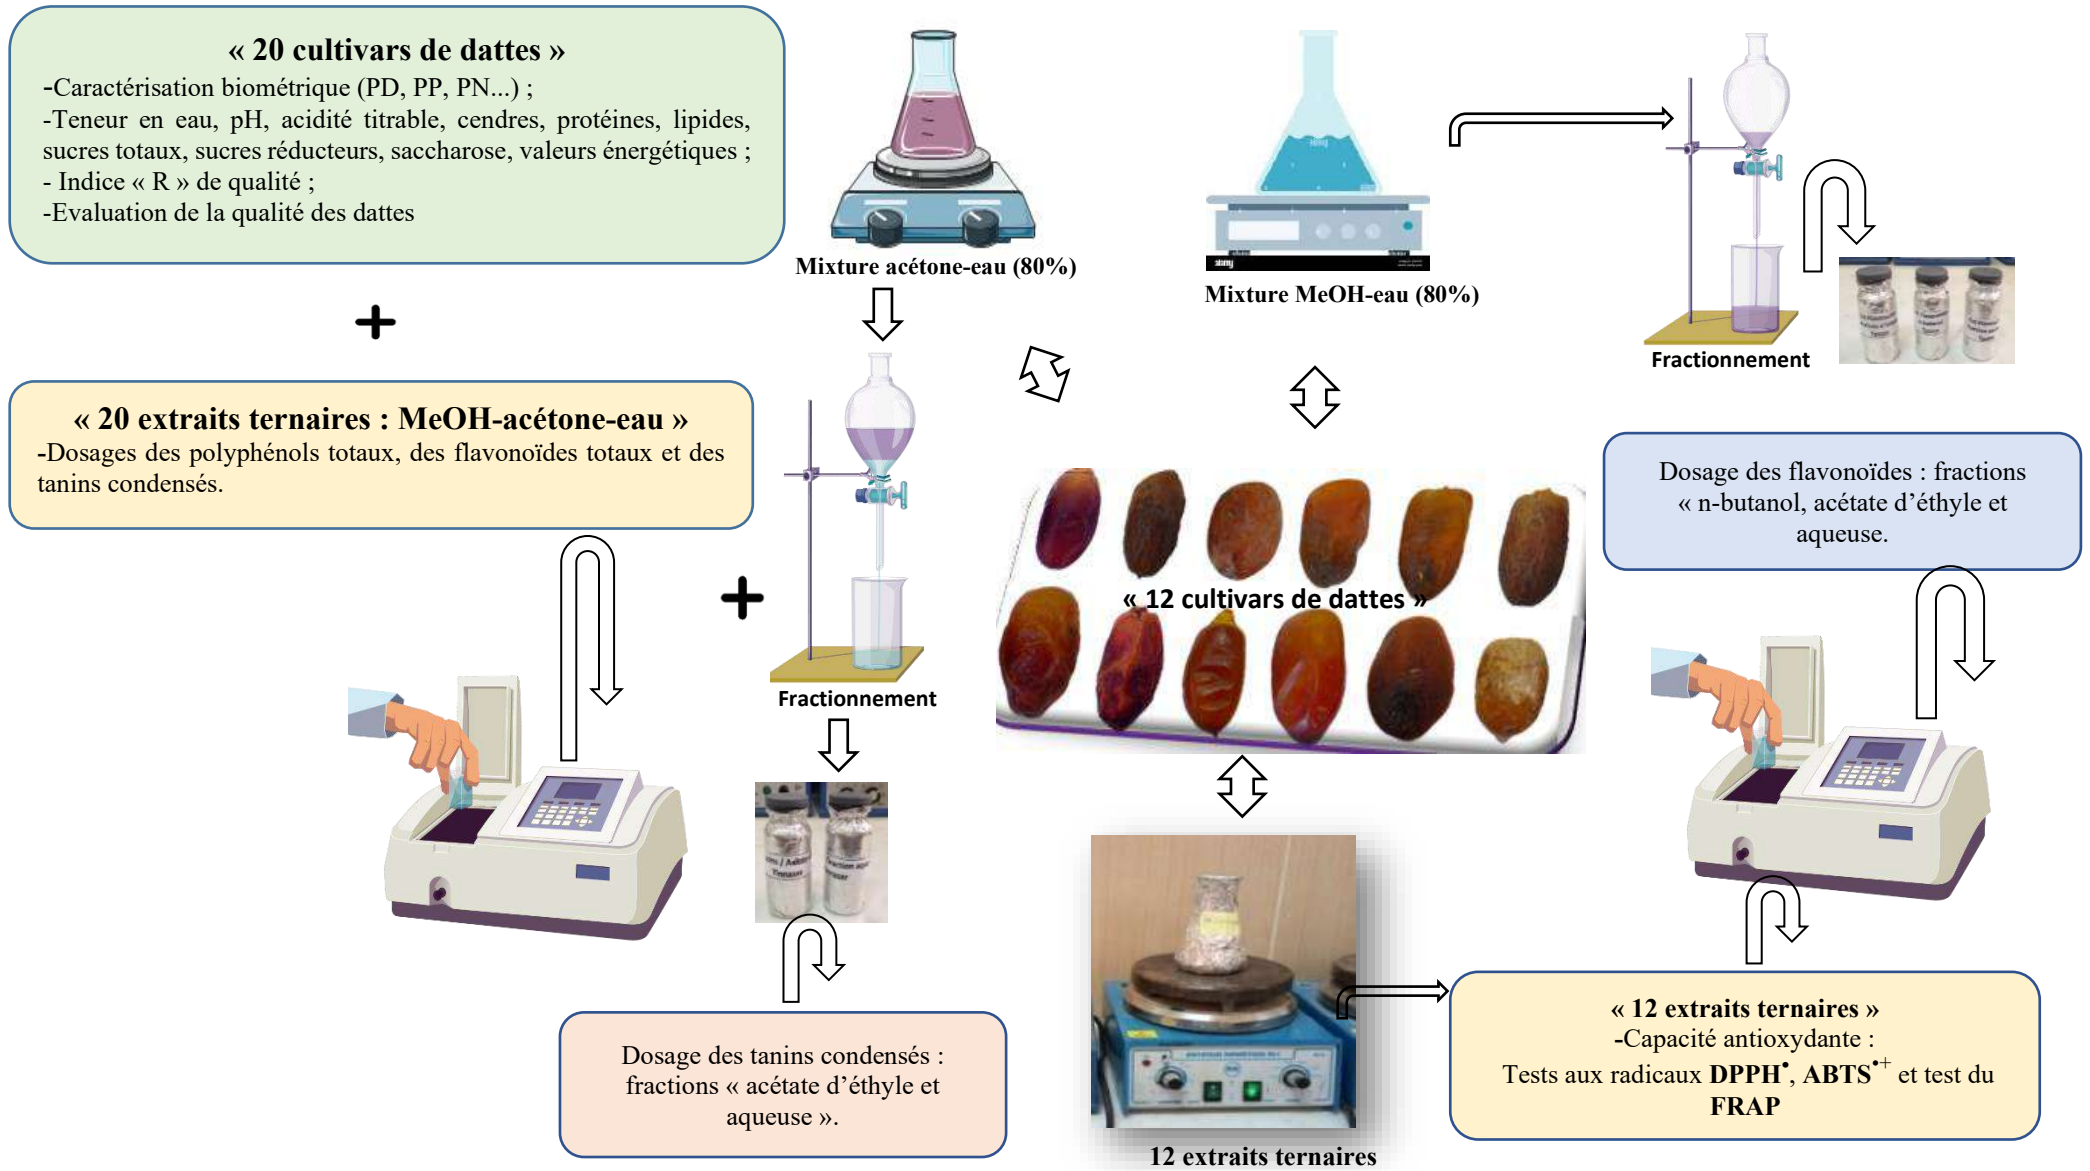 « 20 cultivars de dattes »
-Caractérisation biométrique (PD, PP, PN...) ;
-Teneur en eau, pH, acidité titrable, cendres, protéines, lipides,
sucres totaux, sucres réducteurs, saccharose, valeurs énergétiques ;
- Indice « R » de qualité ;
-Evaluation de la qualité des dattes
« 20 extraits ternaires : MeOH-acétone-eau »
-Dosages des polyphénols totaux, des flavonoïdes totaux et des
tanins condensés.
Mixture acétone-eau (80%)
Fractionnement
Dosage des tanins condensés :
fractions « acétate d’éthyle et
aqueuse ».
Mixture MeOH-eau (80%)
Fractionnement
« 12 cultivars de dattes »
Dosage des flavonoïdes : fractions
« n-butanol, acétate d’éthyle et
aqueuse.
12 extraits ternaires
« 12 extraits ternaires »
-Capacité antioxydante :
Tests aux radicaux DPPH•, ABTS•+ et test du
FRAP